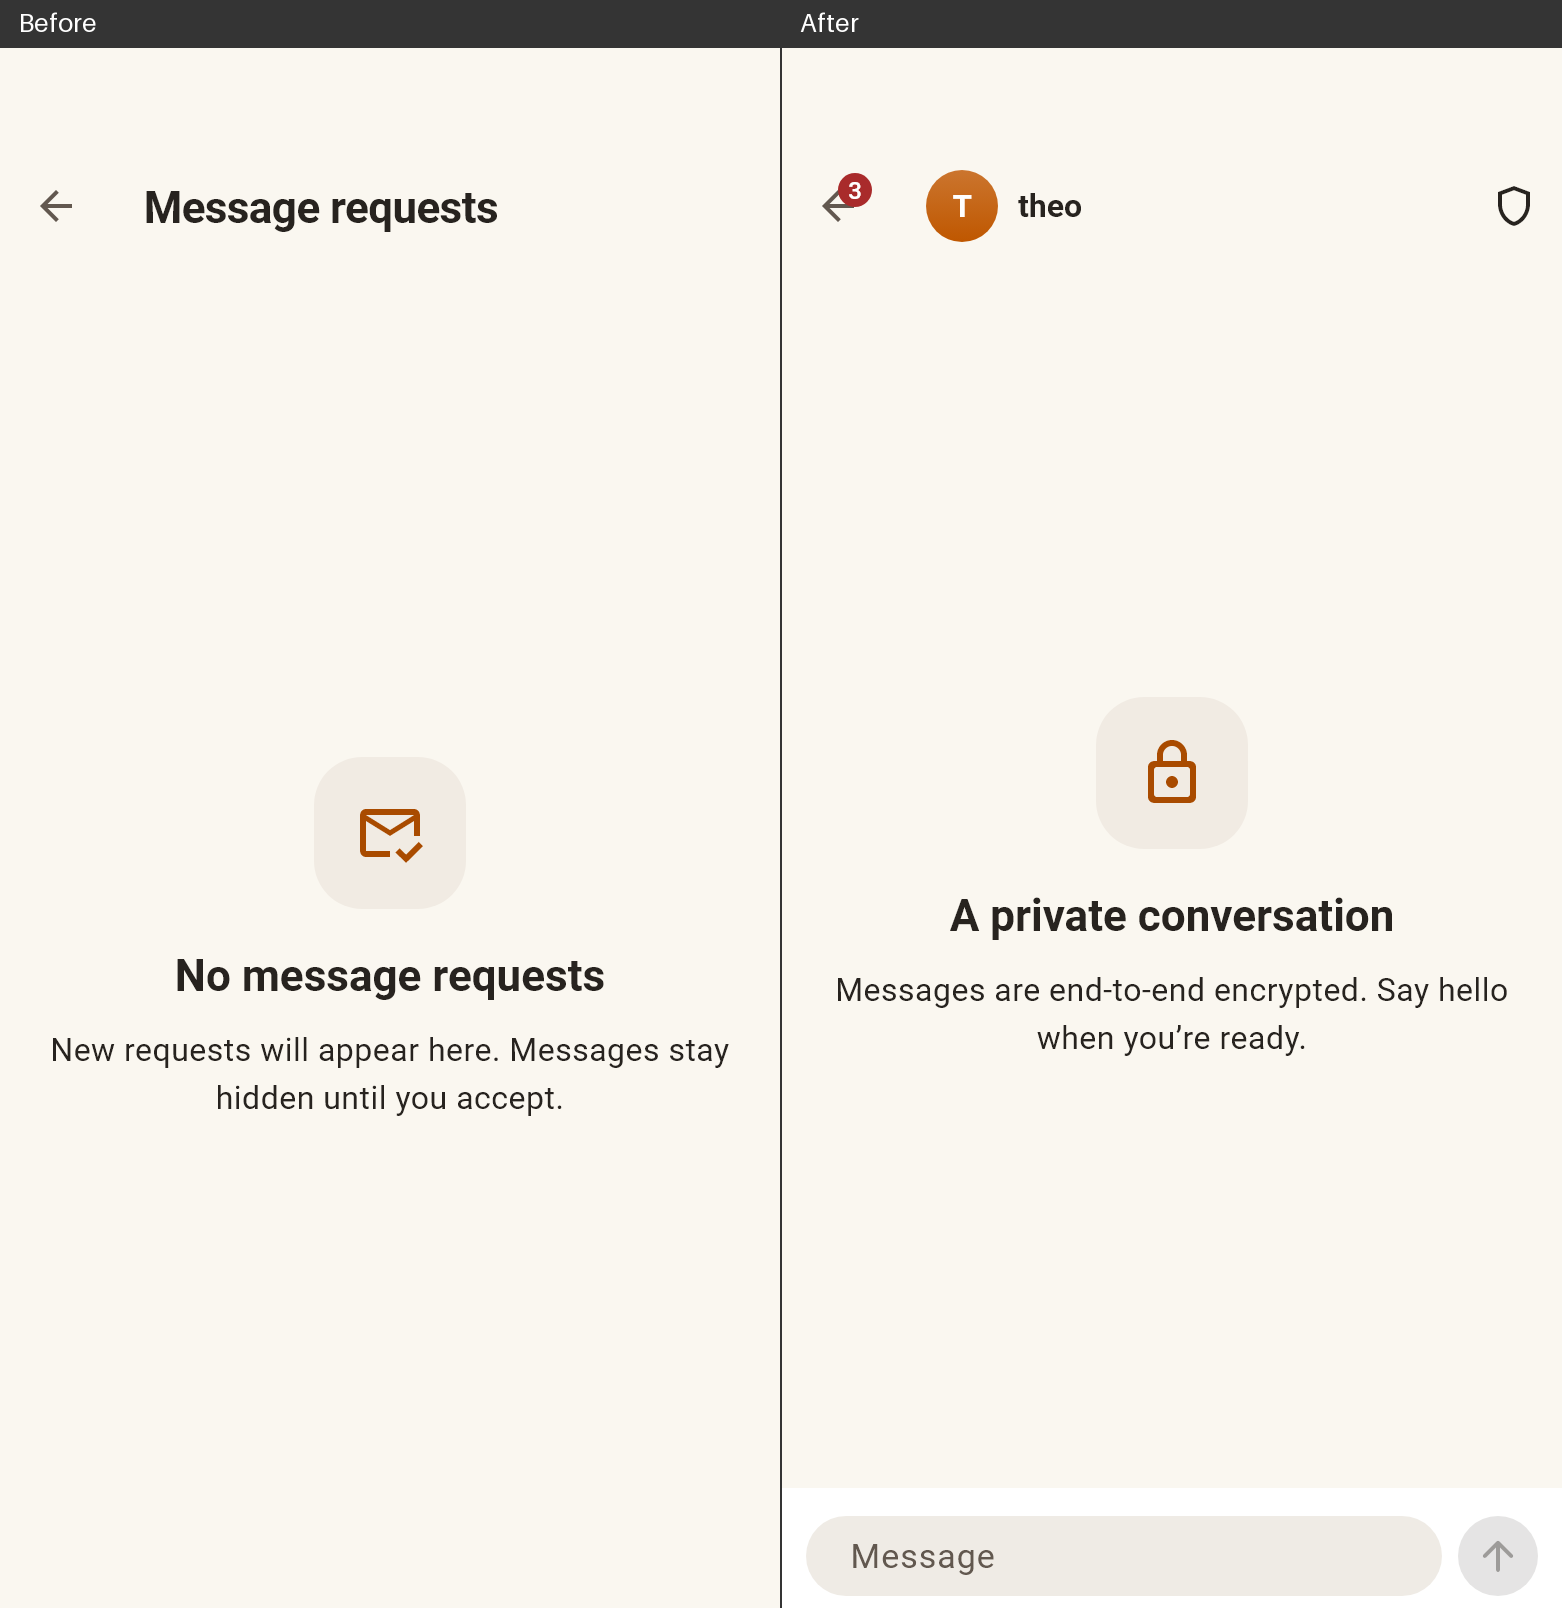 Before
Message requests
No message requests
New requests will appear here. Messages stay
hidden until you accept.
After
3
T
theo
A private conversation
Messages are end-to-end encrypted. Say hello
when you’re ready.
Message